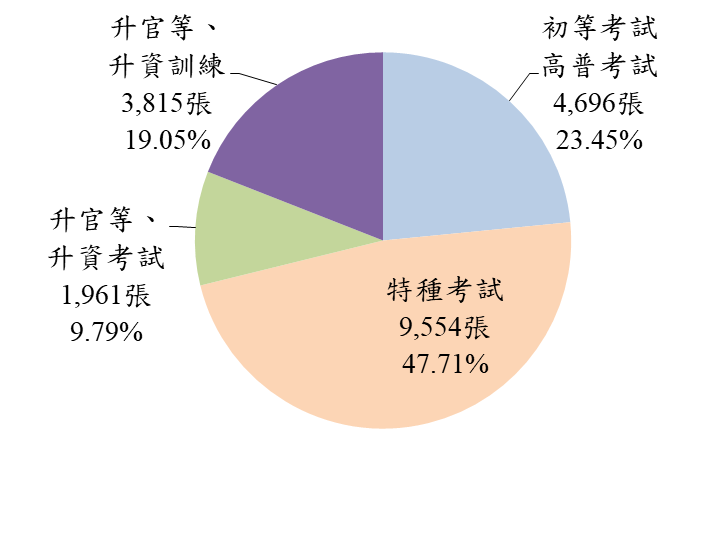 升官等、
升資訓練
3,815張
19.05%
初等考試
高普考試
4,696張
23.45%
升官等、
升資考試
1,961張
9.79%
特種考試
9,554張
47.71%